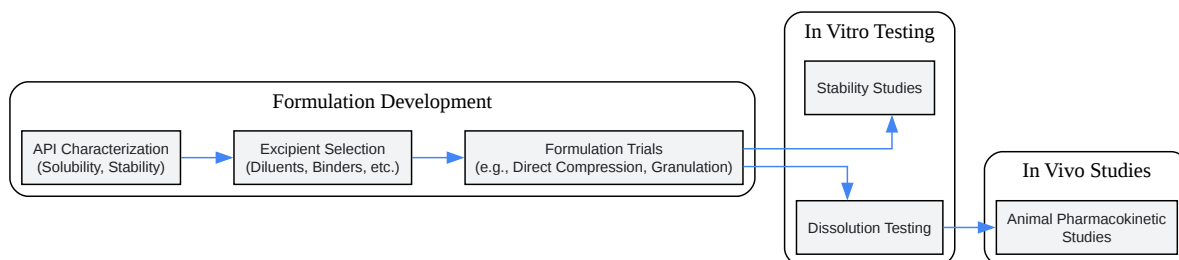 Formulation Development
API Characterization
(Solubility, Stability)
Excipient Selection
(Diluents, Binders, etc.)
Formulation Trials
(e.g., Direct Compression, Granulation)
In Vitro Testing
Stability Studies
Dissolution Testing
In Vivo Studies
Animal Pharmacokinetic
Studies